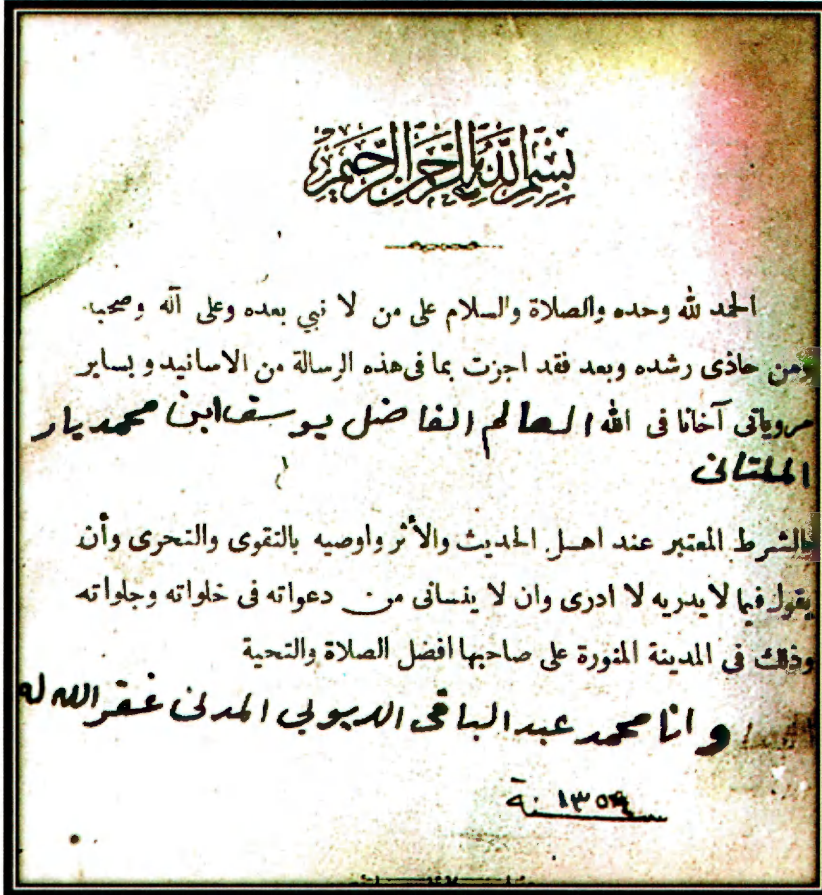 بسم الله الرحمن الرحيم
الحمد لله وحده والصلاة والسلام على من لا نبي بعده وعلى آله وصحبه
ومن حاذى رشده وبعد فقد اجزت بما فى هذه الرسالة من الاسانيد وبساير
مروياتى آخانا فى الله العالم الفاضل يوسف ابن محمد يار
الملتانى
بالشرط المعتبر عند اهل الحديث والأثر واوصيه بالتقوى والتحرى وأن
يقول فيما لا يدريه لا ادرى وان لا ينسانى من دعواته فى خلواته وجلواته
وذلك فى المدينة المنورة على صاحبها افضل الصلاة والتحية
وانا محمد عبد الباقى المدنى غفر الله له
سنة